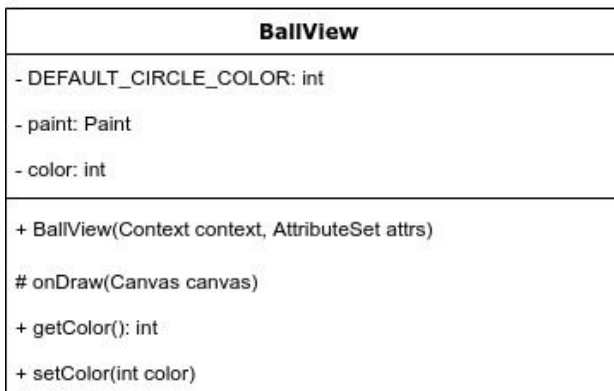 BallView
- DEFAULT_CIRCLE_COLOR: int
- paint: Paint
- color: int
+ BallView(Context context, AttributeSet attrs)
# onDraw(Canvas canvas)
+ getColor(): int
+ setColor(int color)